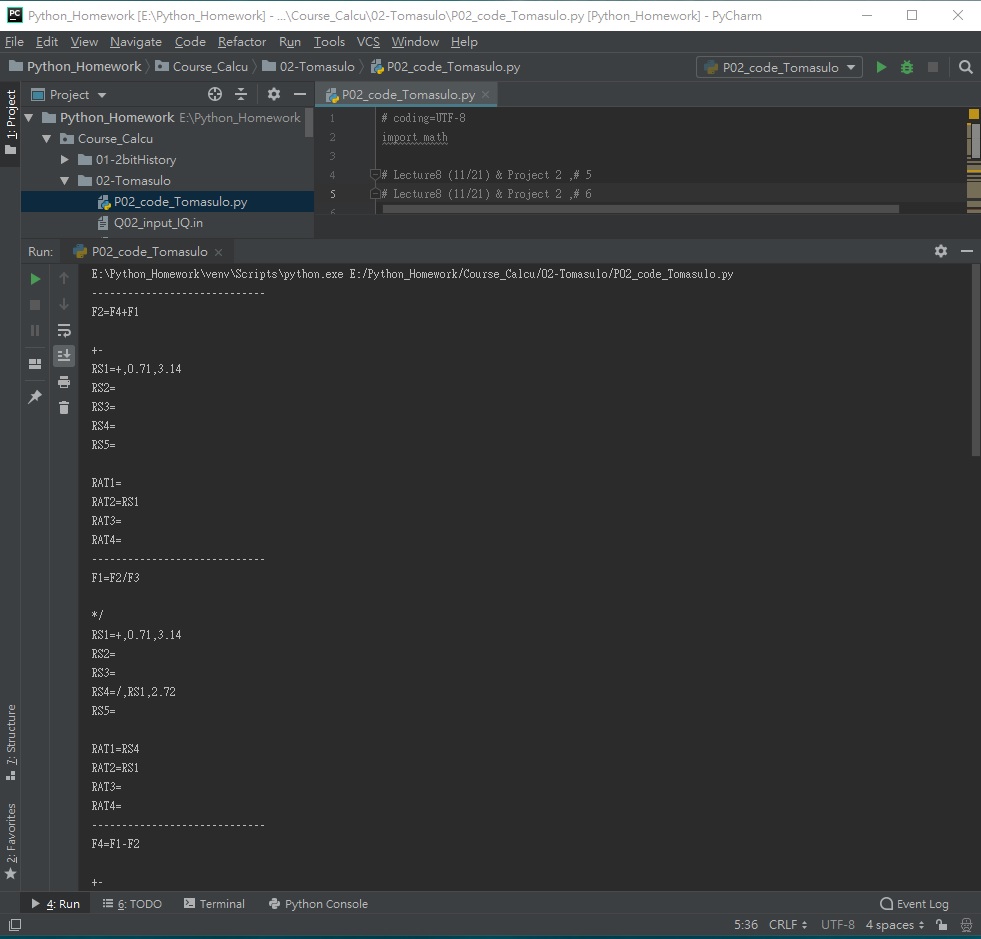 PC Python_Homework [E:\Python_Homework] - ...\Course_Calcu\02-Tomasulo\P02_code_Tomasulo.py [Python_Homework] - PyCharm
File Edit View Navigate Code Refactor Run Tools VCS Window Help
Python_Homework Course_Calcu 02-Tomasulo P02_code_Tomasulo.py P02_code_Tomasulo
1: Project
Project
Python_Homework E:\Python_Homework
Course_Calcu
01-2bitHistory
02-Tomasulo
P02_code_Tomasulo.py
Q02_input_IQ.in
P02_code_Tomasulo.py
1 # coding=UTF-8
2 import math
3
4 # Lecture8 (11/21) & Project 2 ,# 5
5 # Lecture8 (11/21) & Project 2 ,# 6
6
Run: P02_code_Tomasulo
E:\Python_Homework\venv\Scripts\python.exe E:/Python_Homework/Course_Calcu/02-Tomasulo/P02_code_Tomasulo.py
-----------------------------
F2=F4+F1
+-
RS1=+,0.71,3.14
RS2=
RS3=
RS4=
RS5=
RAT1=
RAT2=RS1
RAT3=
RAT4=
-----------------------------
F1=F2/F3
*/
RS1=+,0.71,3.14
RS2=
RS3=
RS4=/,RS1,2.72
RS5=
RAT1=RS4
RAT2=RS1
RAT3=
RAT4=
-----------------------------
F4=F1-F2
+-
7: Structure
2: Favorites
4: Run 6: TODO Terminal Python Console Event Log
5:36 CRLF UTF-8 4 spaces